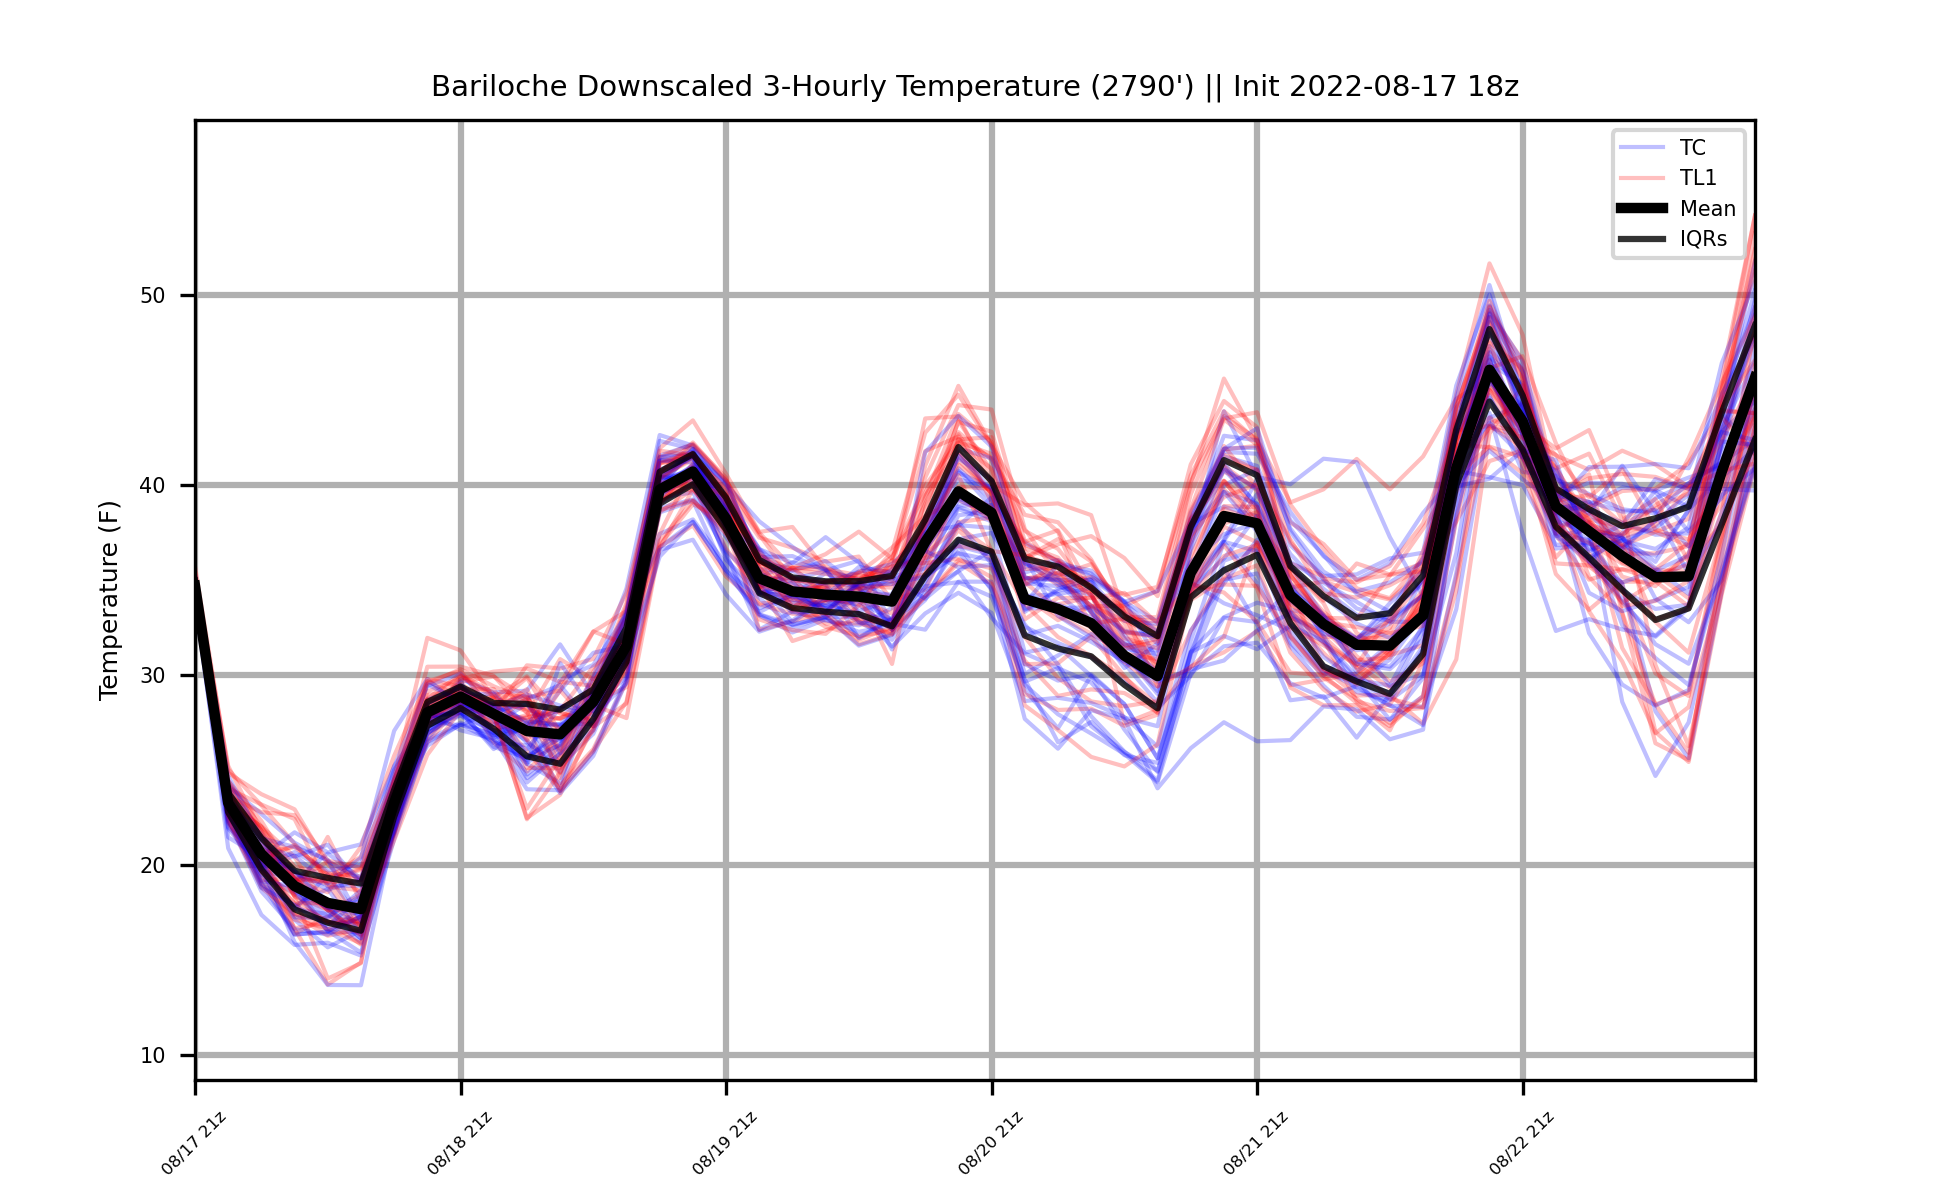 Bariloche Downscaled 3-Hourly Temperature (2790') || Init 2022-08-17 18z
TC
TL1
Mean
IQRs
Temperature (F)
50
40
30
20
10
08/17 21z
08/18 21z
08/19 21z
08/20 21z
08/21 21z
08/22 21z